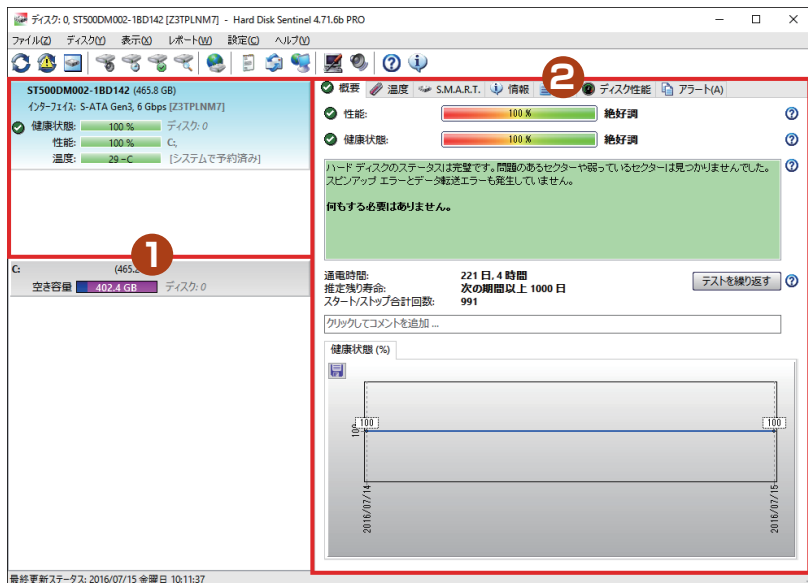 ディスク: 0, ST500DM002-1BD142 [Z3TPLNM7] - Hard Disk Sentinel 4.71.6b PRO
ファイル(Z) ディスク(Y) 表示(X) レポート(W) 設定(C) ヘルプ(V)
ST500DM002-1BD142 (465.8 GB)
インターフェイス: S-ATA Gen3, 6 Gbps [Z3TPLNM7]
健康状態: 100 % ディスク: 0
性能: 100 % C:,
温度: 29 ~C [システムで予約済み]
1
C: (465.2
空き容量 402.4 GB ディスク: 0
2
概要 温度 S.M.A.R.T. 情報 ディスク性能 アラート(A)
性能: 100 % 絶好調
健康状態: 100 % 絶好調
ハード ディスクのステータスは完璧です。問題のあるセクターや弱っているセクターは見つかりませんでした。
スピンアップ エラーとデータ転送エラーも発生していません。
何もする必要はありません。
通電時間: 221 日, 4 時間
推定残り寿命: 次の期間以上 1000 日
スタート/ストップ合計回数: 991
テストを繰り返す
クリックしてコメントを追加 ...
健康状態 (%)
100
100
100
2016/07/14
2016/07/15
最終更新ステータス: 2016/07/15 金曜日 10:11:37